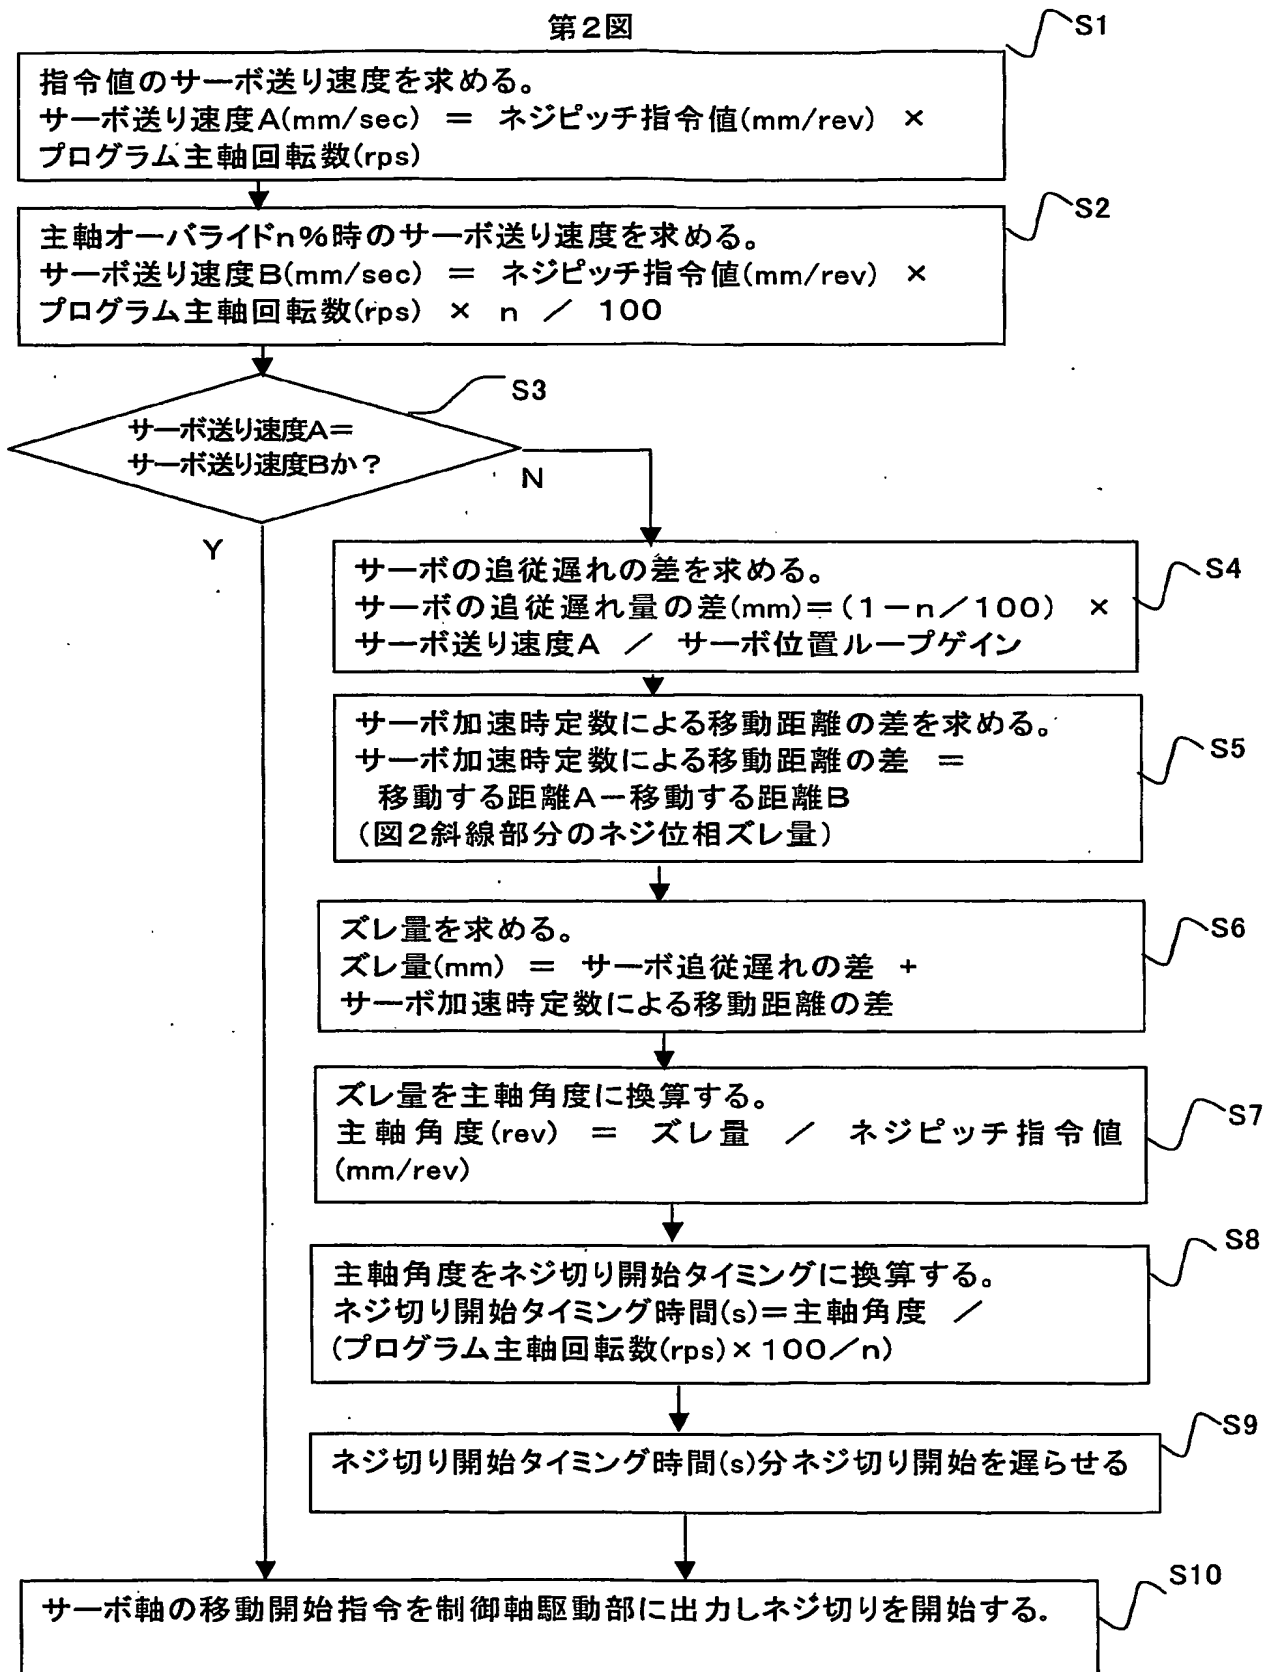 第2図
S1
指令値のサーボ送り速度を求める。
サーボ送り速度A(mm/sec) = ネジピッチ指令値(mm/rev) ×
プログラム主軸回転数(rps)
S2
主軸オーバライドn%時のサーボ送り速度を求める。
サーボ送り速度B(mm/sec) = ネジピッチ指令値(mm/rev) ×
プログラム主軸回転数(rps) × n / 100
S3
サーボ送り速度A=
サーボ送り速度Bか?
N
Y
S4
サーボの追従遅れの差を求める。
サーボの追従遅れ量の差(mm)=(1-n/100) ×
サーボ送り速度A / サーボ位置ループゲイン
S5
サーボ加速時定数による移動距離の差を求める。
サーボ加速時定数による移動距離の差 =
移動する距離A-移動する距離B
(図2斜線部分のネジ位相ズレ量)
S6
ズレ量を求める。
ズレ量(mm) = サーボ追従遅れの差 +
サーボ加速時定数による移動距離の差
S7
ズレ量を主軸角度に換算する。
主軸角度(rev) = ズレ量 / ネジピッチ指令値
(mm/rev)
S8
主軸角度をネジ切り開始タイミングに換算する。
ネジ切り開始タイミング時間(s)=主軸角度 /
(プログラム主軸回転数(rps)×100/n)
S9
ネジ切り開始タイミング時間(s)分ネジ切り開始を遅らせる
S10
サーボ軸の移動開始指令を制御軸駆動部に出力しネジ切りを開始する。